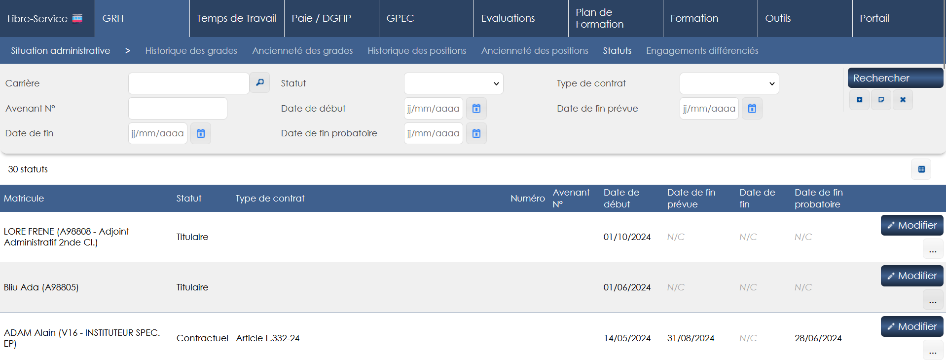 Libre-Service GRH Temps de Travail Paie / DGFIP GPEC Evaluations Plan de Formation Formation Outils Portail
Situation administrative > Historique des grades Ancienneté des grades Historique des positions Ancienneté des positions Statuts Engagements différenciés
Carrière Statut Type de contrat Rechercher
Avenant N° Date de début jj/mm/aaaa Date de fin prévue jj/mm/aaaa
Date de fin jj/mm/aaaa Date de fin probatoire jj/mm/aaaa
30 statuts
Matricule Statut Type de contrat Numéro Avenant N° Date de début Date de fin prévue Date de fin Date de fin probatoire
LORE FRENE (A98808 - Adjoint Administratif 2nde Cl.) Titulaire 01/10/2024 N/C N/C N/C Modifier
...
Bliu Ada (A98805) Titulaire 01/06/2024 N/C N/C N/C Modifier
...
ADAM Alain (V16 - INSTITUTEUR SPEC. EP) Contractuel Article L.332-24 14/05/2024 31/08/2024 N/C 28/06/2024 Modifier
...